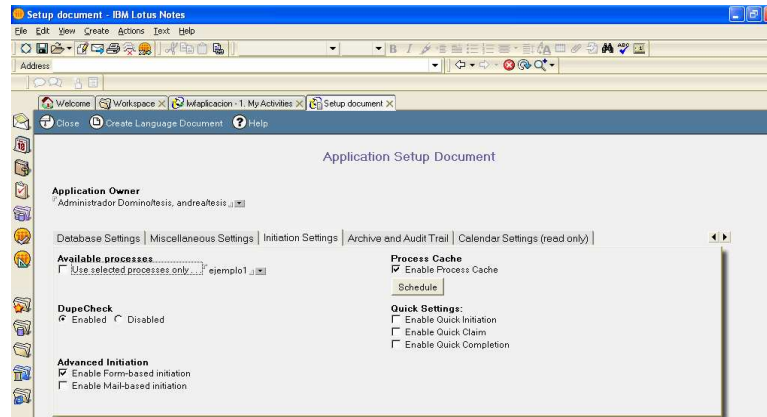 Setup document - IBM Lotus Notes
File Edit View Create Actions Text Help
Address
Welcome Workspace lwfaplicacion - 1. My Activities Setup document
Close Create Language Document Help
Application Setup Document
Application Owner
Administrador Domino/tesis, andrea/tesis
Database Settings Miscellaneous Settings Initiation Settings Archive and Audit Trail Calendar Settings (read only)
Available processes
Use selected processes only . . . ejemplo1
Process Cache
Enable Process Cache
Schedule
DupeCheck
Enabled Disabled
Quick Settings:
Enable Quick Initiation
Enable Quick Claim
Enable Quick Completion
Advanced Initiation
Enable Form-based initiation
Enable Mail-based initiation